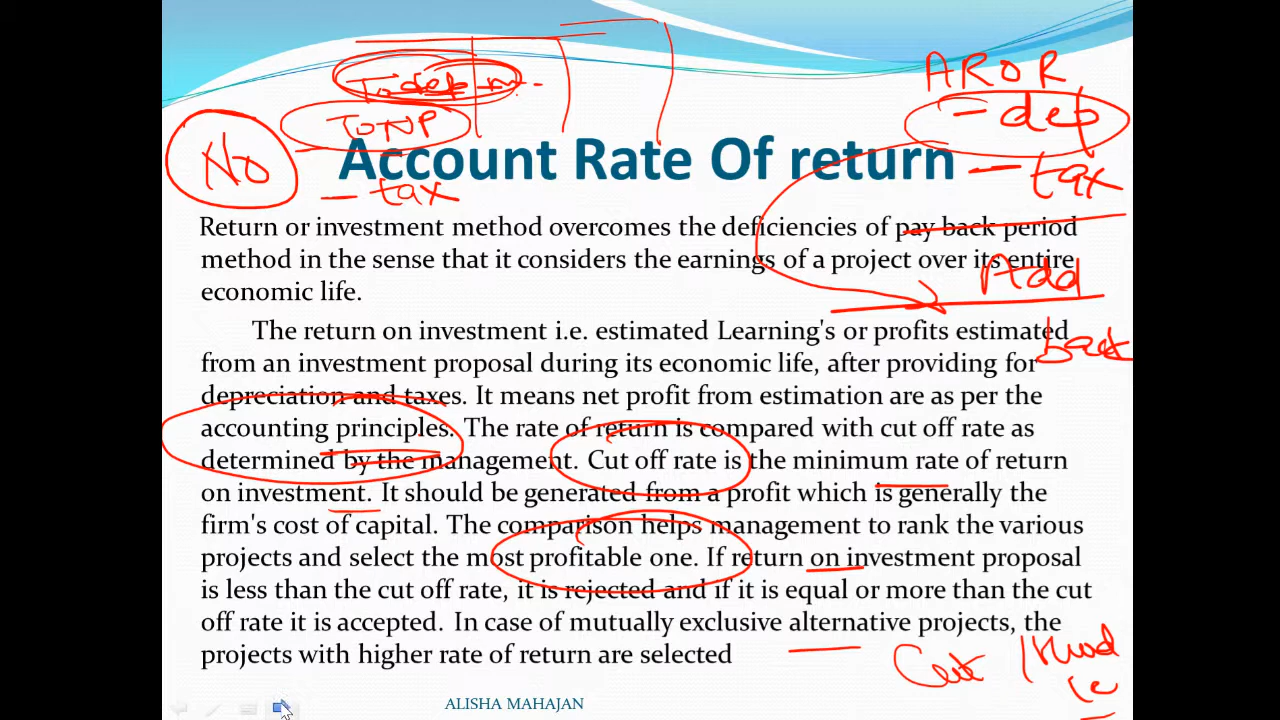 AROR
To dep
- dep
To NP
No
Account Rate Of return
- tax
- tax
Return or investment method overcomes the deficiencies of pay back period
method in the sense that it considers the earnings of a project over its entire
Add
economic life.
The return on investment i.e. estimated Learning's or profits estimated
back
from an investment proposal during its economic life, after providing for
depreciation and taxes. It means net profit from estimation are as per the
accounting principles. The rate of return is compared with cut off rate as
determined by the management. Cut off rate is the minimum rate of return
on investment. It should be generated from a profit which is generally the
firm's cost of capital. The comparison helps management to rank the various
projects and select the most profitable one. If return on investment proposal
is less than the cut off rate, it is rejected and if it is equal or more than the cut
off rate it is accepted. In case of mutually exclusive alternative projects, the
projects with higher rate of return are selected
Cut
ALISHA MAHAJAN